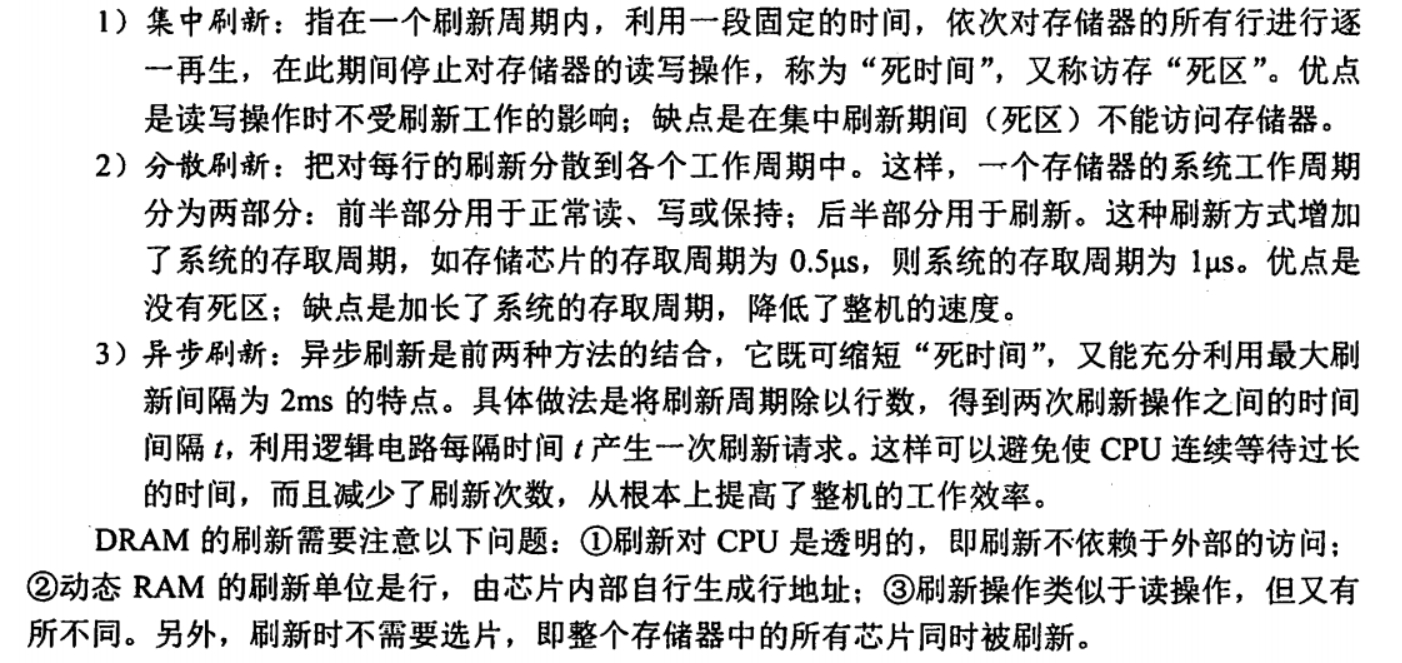 1）集中刷新：指在一个刷新周期内，利用一段固定的时间，依次对存储器的所有行进行逐
一再生，在此期间停止对存储器的读写操作，称为“死时间”，又称访存“死区”。优点
是读写操作时不受刷新工作的影响；缺点是在集中刷新期间（死区）不能访问存储器。
2）分散刷新：把对每行的刷新分散到各个工作周期中。这样，一个存储器的系统工作周期
分为两部分：前半部分用于正常读、写或保持；后半部分用于刷新。这种刷新方式增加
了系统的存取周期，如存储芯片的存取周期为 0.5μs，则系统的存取周期为 1μs。优点是
没有死区；缺点是加长了系统的存取周期，降低了整机的速度。
3）异步刷新：异步刷新是前两种方法的结合，它既可缩短“死时间”，又能充分利用最大刷
新间隔为 2ms 的特点。具体做法是将刷新周期除以行数，得到两次刷新操作之间的时间
间隔 t，利用逻辑电路每隔时间 t 产生一次刷新请求。这样可以避免使 CPU 连续等待过长
的时间，而且减少了刷新次数，从根本上提高了整机的工作效率。
DRAM 的刷新需要注意以下问题：①刷新对 CPU 是透明的，即刷新不依赖于外部的访问；
②动态 RAM 的刷新单位是行，由芯片内部自行生成行地址；③刷新操作类似于读操作，但又有
所不同。另外，刷新时不需要选片，即整个存储器中的所有芯片同时被刷新。